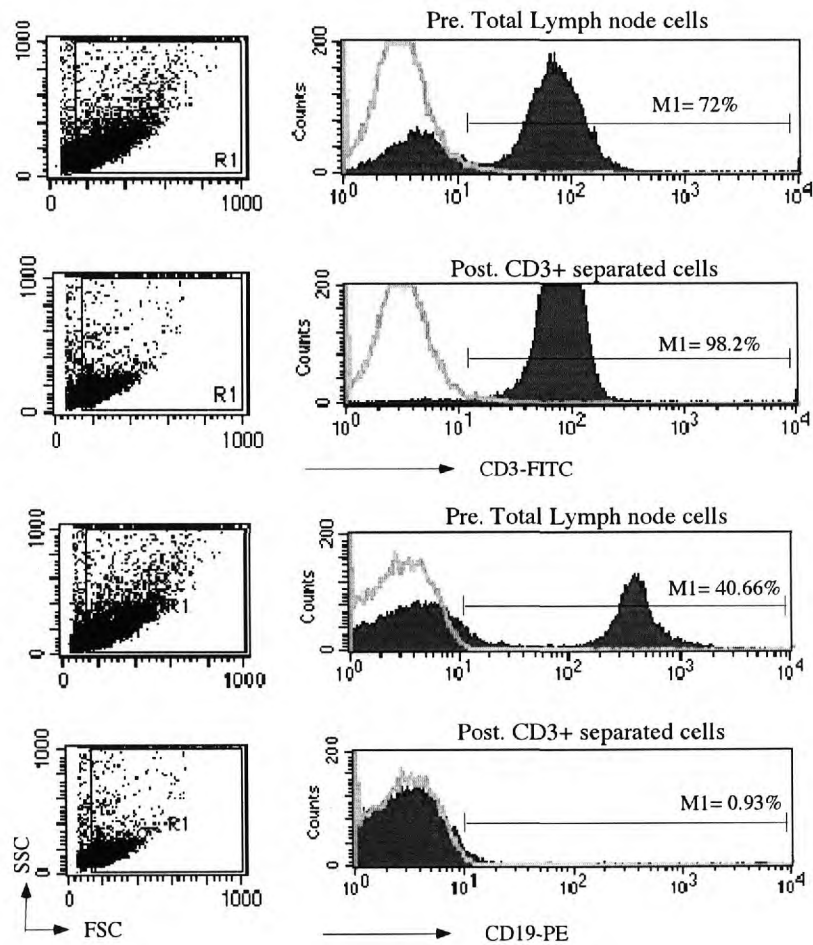 Pre. Total Lymph node cells
1000
0
R1
0
1000
200
Counts
0
M1= 72%
10^0
10^1
10^2
10^3
10^4
Post. CD3+ separated cells
1000
0
R1
0
1000
200
Counts
0
M1= 98.2%
10^0
10^1
10^2
10^3
10^4
CD3-FITC
Pre. Total Lymph node cells
1000
0
R1
0
1000
200
Counts
0
M1= 40.66%
10^0
10^1
10^2
10^3
10^4
Post. CD3+ separated cells
1000
0
R1
0
1000
200
Counts
0
M1= 0.93%
10^0
10^1
10^2
10^3
10^4
SSC
FSC
CD19-PE